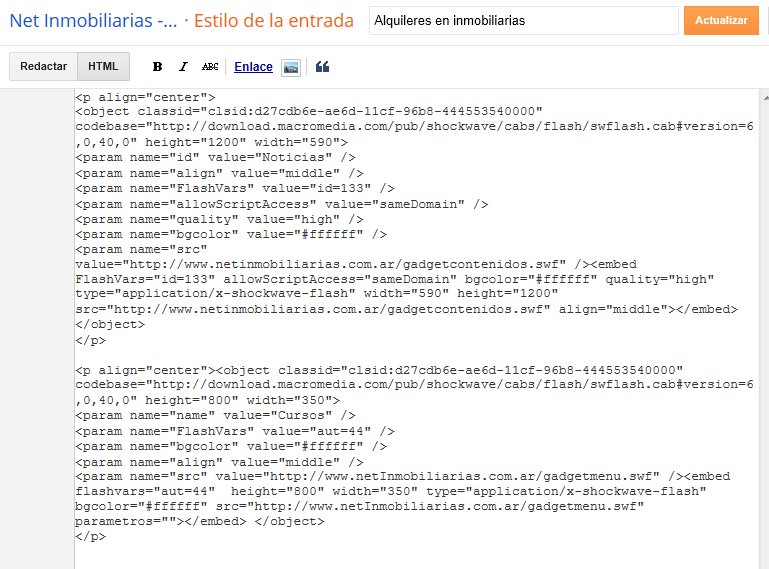 Net Inmobiliarias -... · Estilo de la entrada Alquileres en inmobiliarias Actualizar
Redactar HTML B I ABC Enlace
<p align="center">
<object classid="clsid:d27cdb6e-ae6d-11cf-96b8-444553540000"
codebase="http://download.macromedia.com/pub/shockwave/cabs/flash/swflash.cab#version=6
,0,40,0" height="1200" width="590">
<param name="id" value="Noticias" />
<param name="align" value="middle" />
<param name="FlashVars" value="id=133" />
<param name="allowScriptAccess" value="sameDomain" />
<param name="quality" value="high" />
<param name="bgcolor" value="#ffffff" />
<param name="src"
value="http://www.netinmobiliarias.com.ar/gadgetcontenidos.swf" /><embed
FlashVars="id=133" allowScriptAccess="sameDomain" bgcolor="#ffffff" quality="high"
type="application/x-shockwave-flash" width="590" height="1200"
src="http://www.netinmobiliarias.com.ar/gadgetcontenidos.swf" align="middle"></embed>
</object>
</p>
<p align="center"><object classid="clsid:d27cdb6e-ae6d-11cf-96b8-444553540000"
codebase="http://download.macromedia.com/pub/shockwave/cabs/flash/swflash.cab#version=6
,0,40,0" height="800" width="350">
<param name="name" value="Cursos" />
<param name="FlashVars" value="aut=44" />
<param name="bgcolor" value="#ffffff" />
<param name="align" value="middle" />
<param name="src" value="http://www.netInmobiliarias.com.ar/gadgetmenu.swf" /><embed
flashvars="aut=44"  height="800" width="350" type="application/x-shockwave-flash"
bgcolor="#ffffff" src="http://www.netInmobiliarias.com.ar/gadgetmenu.swf"
parametros=""></embed> </object>
</p>